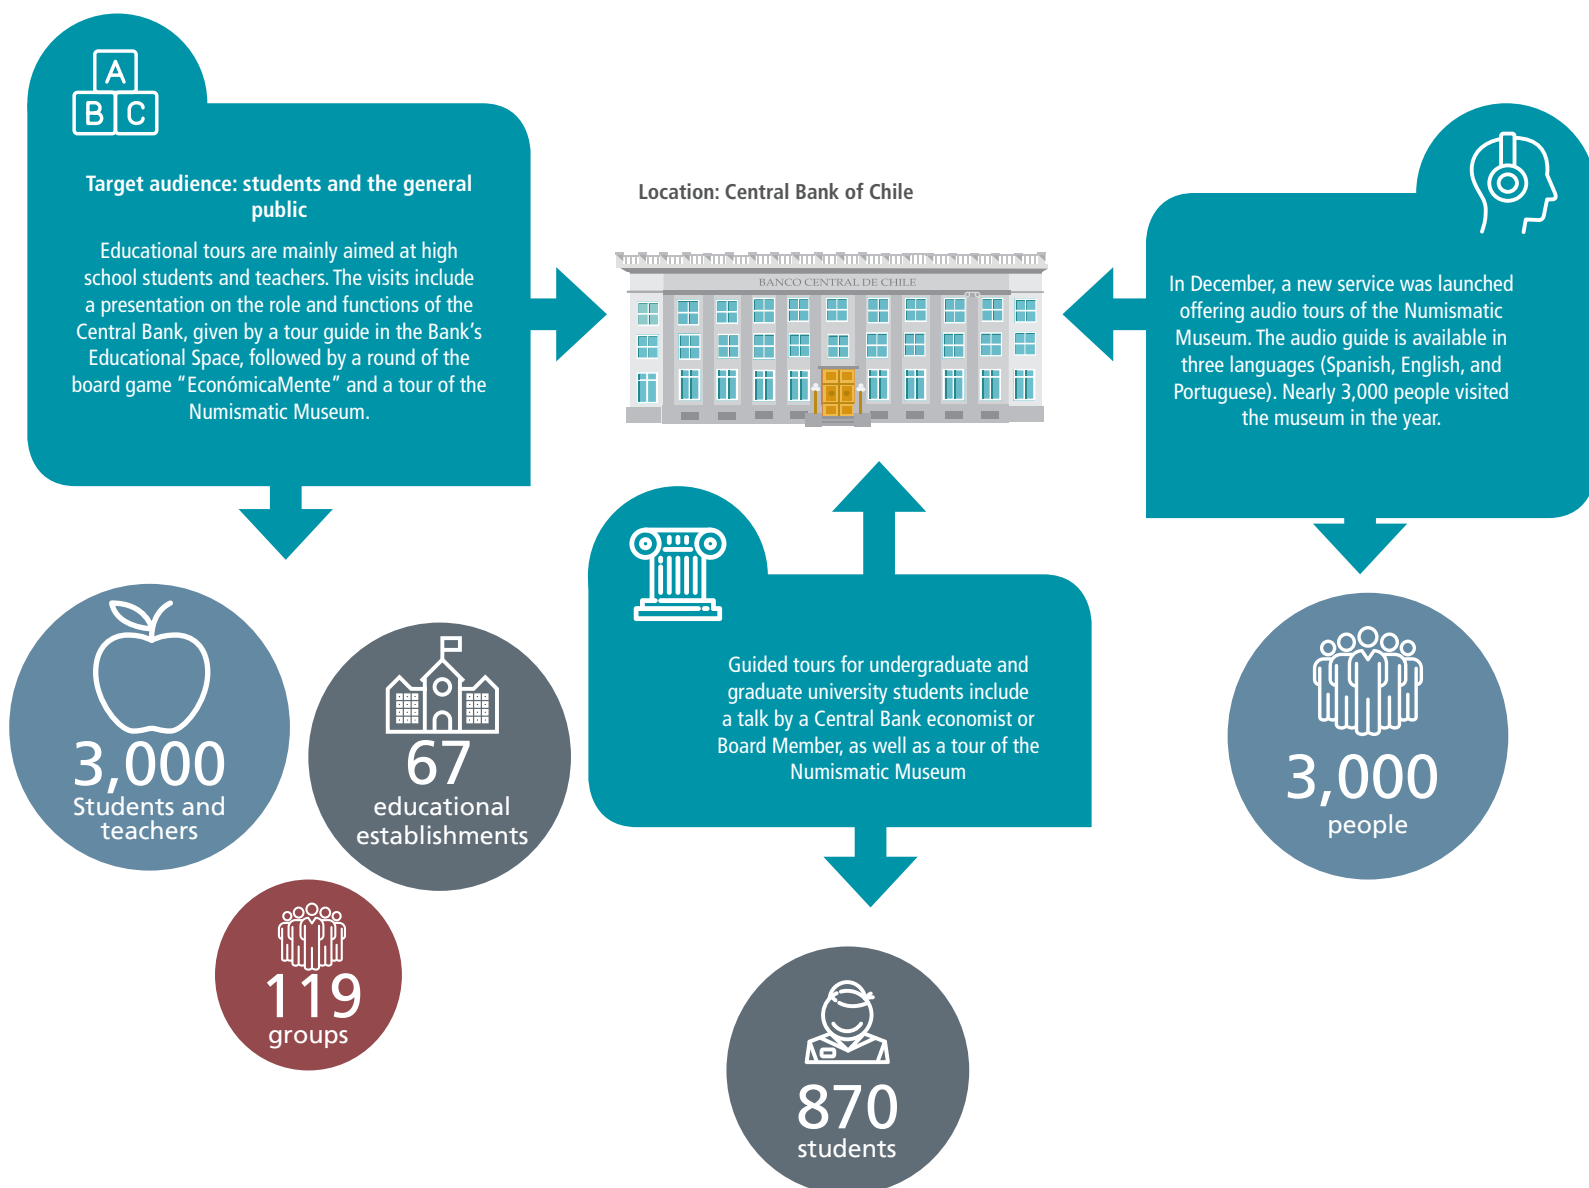 A
B C
Target audience: students and the general
public
Educational tours are mainly aimed at high
school students and teachers. The visits include
a presentation on the role and functions of the
Central Bank, given by a tour guide in the Bank's
Educational Space, followed by a round of the
board game "EconómicaMente" and a tour of the
Numismatic Museum.
Location: Central Bank of Chile
BANCO CENTRAL DE CHILE
In December, a new service was launched
offering audio tours of the Numismatic
Museum. The audio guide is available in
three languages (Spanish, English, and
Portuguese). Nearly 3,000 people visited
the museum in the year.
3,000
Students and
teachers
67
educational
establishments
119
groups
Guided tours for undergraduate and
graduate university students include
a talk by a Central Bank economist or
Board Member, as well as a tour of the
Numismatic Museum
870
students
3,000
people